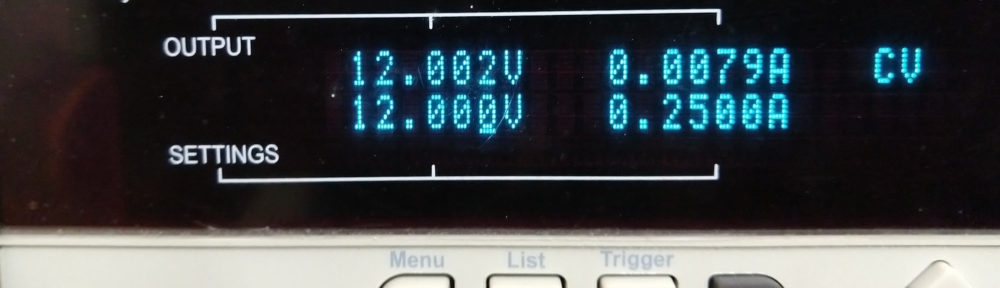 OUTPUT
12.002V 0.0079A CV
12.000V 0.2500A
SETTINGS
Menu List Trigger